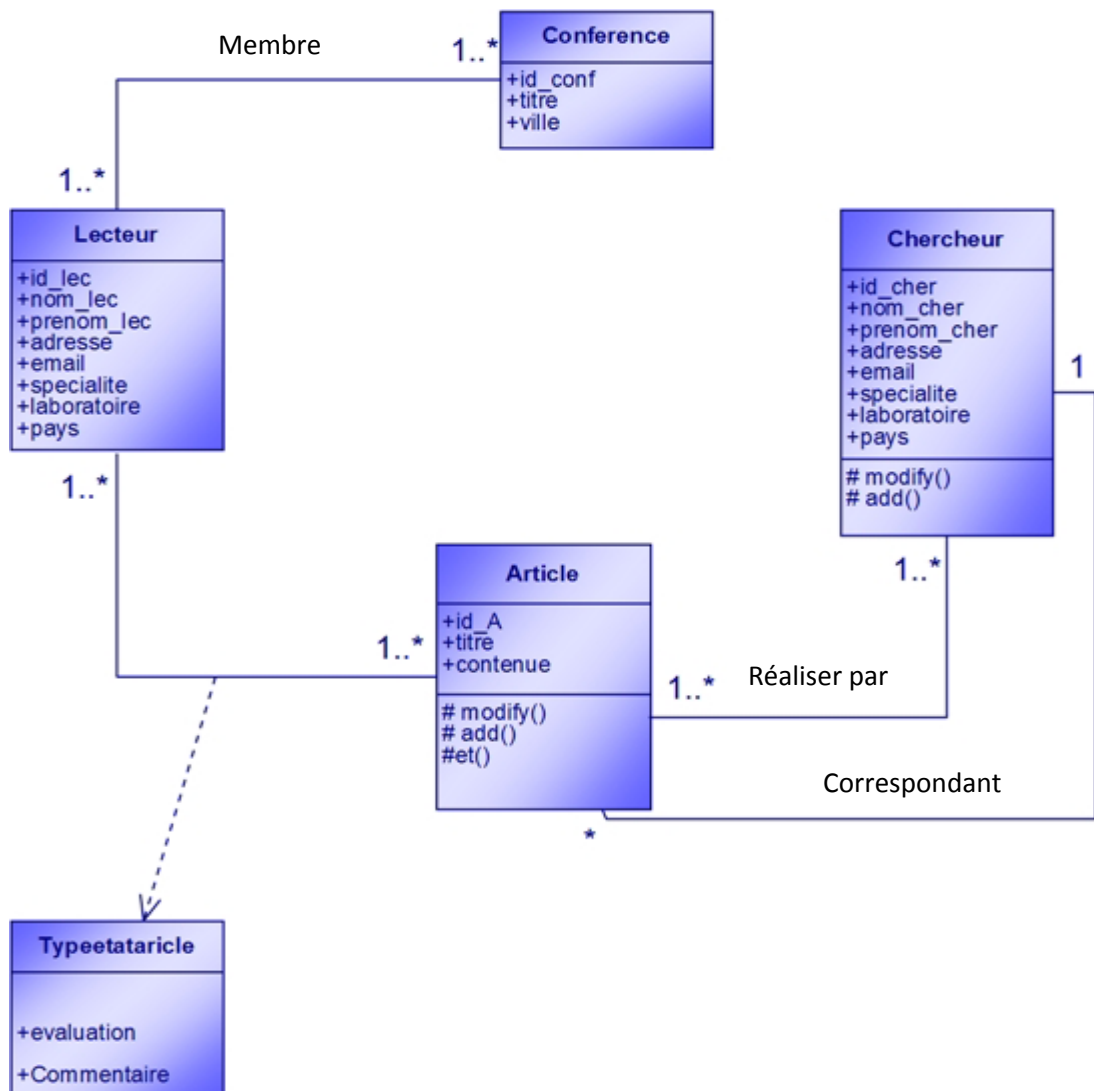 Membre
1..*
Conference
+id_conf
+titre
+ville
1..*
Lecteur
+id_lec
+nom_lec
+prenom_lec
+adresse
+email
+specialite
+laboratoire
+pays
1..*
Chercheur
+id_cher
+nom_cher
+prenom_cher
+adresse
+email
+specialite
+laboratoire
+pays
# modify()
# add()
1
1..*
Article
+id_A
+titre
+contenue
# modify()
# add()
#et()
1..*
1..*
Réaliser par
Correspondant
*
Typeetataricle
+evaluation
+Commentaire